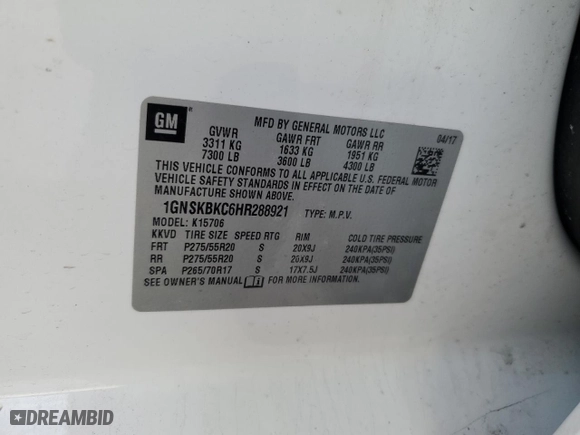 GM
MFD BY GENERAL MOTORS LLC 04/17
GVWR GAWR FRT GAWR RR
3311 KG 1633 KG 1951 KG
7300 LB 3600 LB 4300 LB
THIS VEHICLE CONFORMS TO ALL APPLICABLE U.S. FEDERAL MOTOR
VEHICLE SAFETY STANDARDS IN EFFECT ON THE DATE OF
MANUFACTURE SHOWN ABOVE.
1GNSKBKC6HR288921 TYPE: M.P.V.
MODEL: K15706
KKVD TIRE SIZE SPEED RTG RIM COLD TIRE PRESSURE
FRT P275/55R20 S 20X9J 240KPA(35PSI)
RR P275/55R20 S 20X9J 240KPA(35PSI)
SPA P265/70R17 S 17X7.5J 240KPA(35PSI)
SEE OWNER'S MANUAL FOR MORE INFORMATION.
DREAMBID